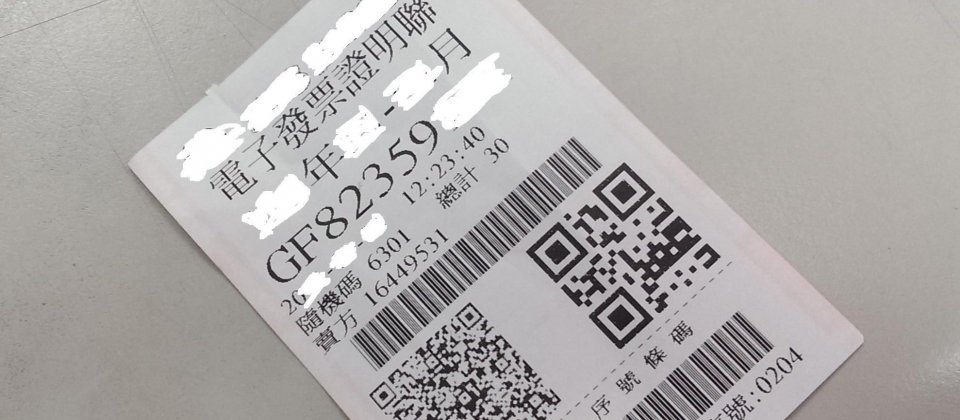 電子發票證明聯
年 - 月
GF82359
20 - - 12:23:40
隨機碼 6301 總計 30
賣方 16449531
序號條碼
號:0204